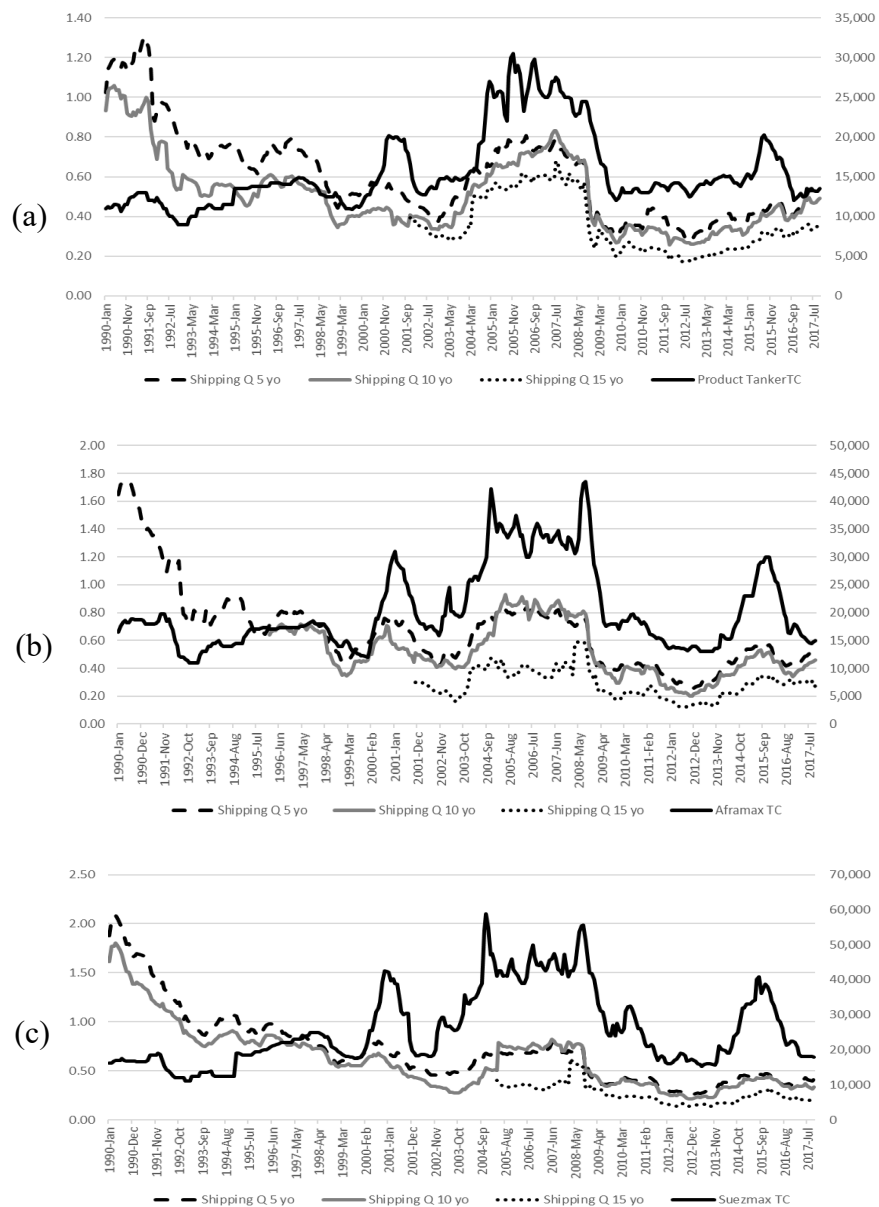 1.40 35,000
1.20 30,000
1.00 25,000
0.80 20,000
(a)
0.60 15,000
0.40 10,000
0.20 5,000
0.00 0
1990-Jan
1990-Nov
1991-Sep
1992-Jul
1993-May
1994-Mar
1995-Jan
1995-Nov
1996-Sep
1997-Jul
1998-May
1999-Mar
2000-Jan
2000-Nov
2001-Sep
2002-Jul
2003-May
2004-Mar
2005-Jan
2005-Nov
2006-Sep
2007-Jul
2008-May
2009-Mar
2010-Jan
2010-Nov
2011-Sep
2012-Jul
2013-May
2014-Mar
2015-Jan
2015-Nov
2016-Sep
2017-Jul
Shipping Q 5 yo Shipping Q 10 yo Shipping Q 15 yo Product TankerTC
2.00 50,000
1.80 45,000
1.60 40,000
1.40 35,000
1.20 30,000
1.00 25,000
0.80 20,000
(b)
0.60 15,000
0.40 10,000
0.20 5,000
0.00 0
1990-Jan
1990-Dec
1991-Nov
1992-Oct
1993-Sep
1994-Aug
1995-Jul
1996-Jun
1997-May
1998-Apr
1999-Mar
2000-Feb
2001-Jan
2001-Dec
2002-Nov
2003-Oct
2004-Sep
2005-Aug
2006-Jul
2007-Jun
2008-May
2009-Apr
2010-Mar
2011-Feb
2012-Jan
2012-Dec
2013-Nov
2014-Oct
2015-Sep
2016-Aug
2017-Jul
Shipping Q 5 yo Shipping Q 10 yo Shipping Q 15 yo Aframax TC
2.50 70,000
60,000
2.00
50,000
1.50
40,000
(c)
1.00
30,000
20,000
0.50
10,000
0.00 0
1990-Jan
1990-Dec
1991-Nov
1992-Oct
1993-Sep
1994-Aug
1995-Jul
1996-Jun
1997-May
1998-Apr
1999-Mar
2000-Feb
2001-Jan
2001-Dec
2002-Nov
2003-Oct
2004-Sep
2005-Aug
2006-Jul
2007-Jun
2008-May
2009-Apr
2010-Mar
2011-Feb
2012-Jan
2012-Dec
2013-Nov
2014-Oct
2015-Sep
2016-Aug
2017-Jul
Shipping Q 5 yo Shipping Q 10 yo Shipping Q 15 yo Suezmax TC